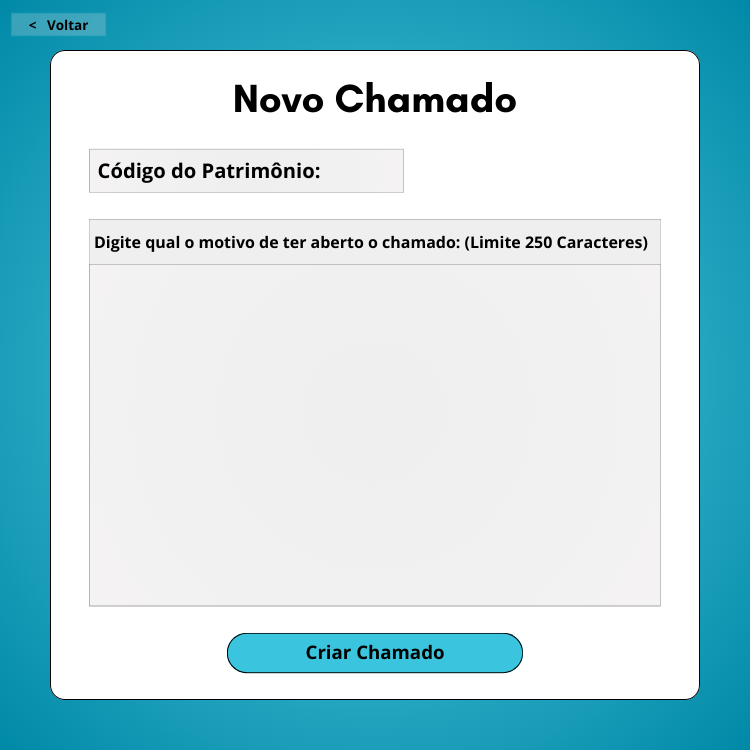 < Voltar
Novo Chamado
Código do Patrimônio:
Digite qual o motivo de ter aberto o chamado: (Limite 250 Caracteres)
Criar Chamado